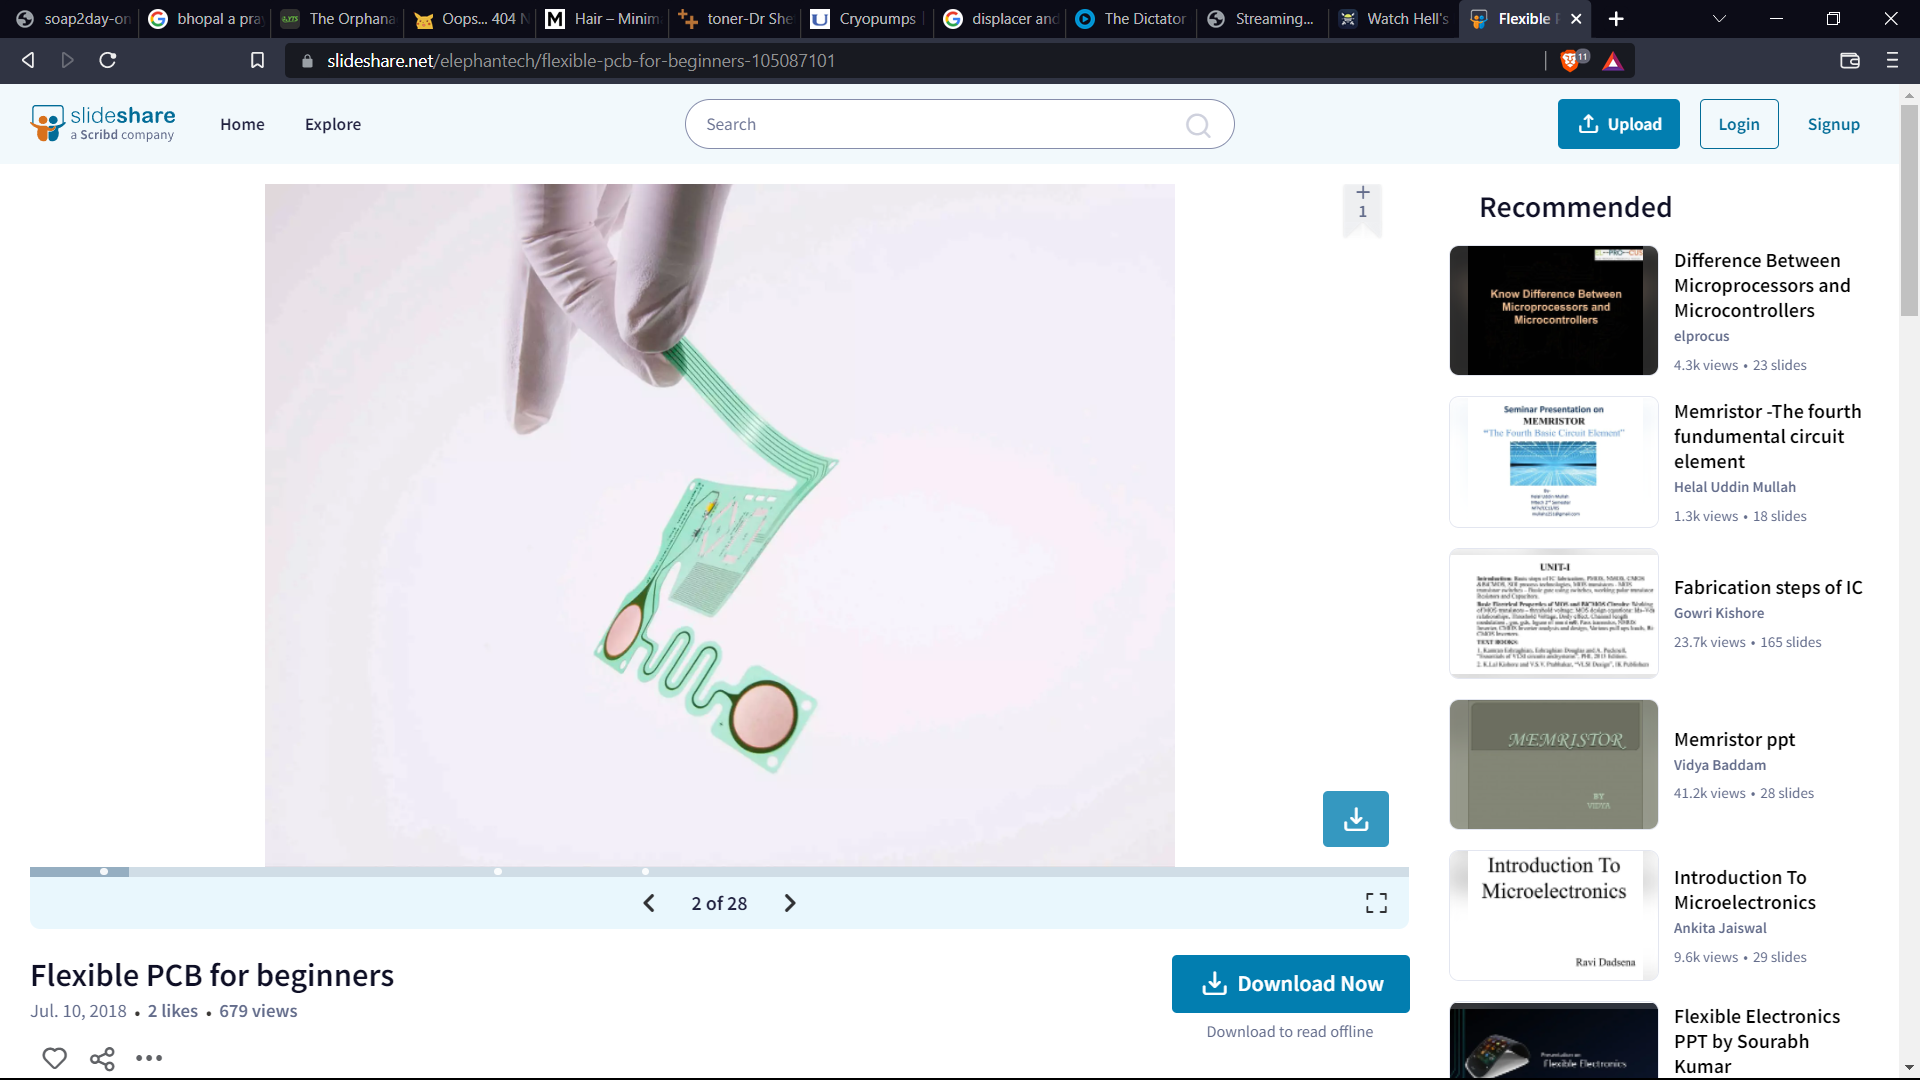 soap2day-on
bhopal a pra
The Orphana
Oops... 404 N
Hair – Minim
toner-Dr She
Cryopumps
displacer and
The Dictator
Streaming...
Watch Hell's
Flexible P
slideshare.net/elephantech/flexible-pcb-for-beginners-105087101
11
slideshare
a Scribd company
Home
Explore
Search
Upload
Login
Signup
1
2 of 28
Flexible PCB for beginners
Jul. 10, 2018 • 2 likes • 679 views
Download Now
Download to read offline
Recommended
Know Difference Between
Microprocessors and
Microcontrollers
Difference Between
Microprocessors and
Microcontrollers
elprocus
4.3k views • 23 slides
Seminar Presentation on
MEMRISTOR
"The Fourth Basic Circuit Element"
Memristor -The fourth
fundumental circuit
element
Helal Uddin Mullah
1.3k views • 18 slides
UNIT-I
TEXT BOOKS:
Fabrication steps of IC
Gowri Kishore
23.7k views • 165 slides
MEMRISTOR
BY
VIDYA
Memristor ppt
Vidya Baddam
41.2k views • 28 slides
Introduction To
Microelectronics
Ravi Dadsena
Introduction To
Microelectronics
Ankita Jaiswal
9.6k views • 29 slides
Presentation on
Flexible Electronics
Flexible Electronics
PPT by Sourabh
Kumar